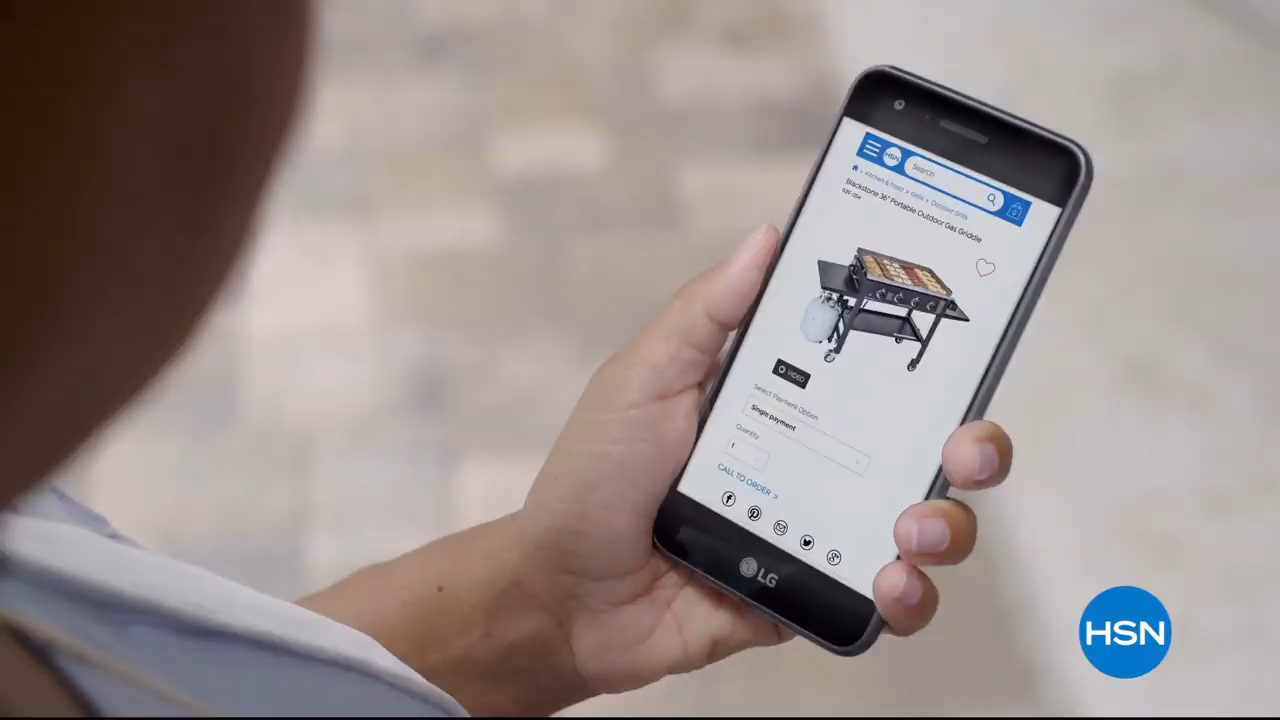 HSN
Search
0
> Kitchen & Food > Grills > Outdoor Grills
Blackstone 36" Portable Outdoor Gas Griddle
VIDEO
Select Payment Option
Single payment
Quantity
1
CALL TO ORDER >
LG
HSN